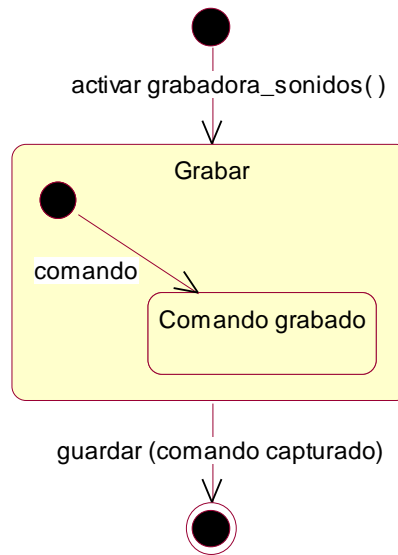 activar grabadora_sonidos( )
Grabar
comando
Comando grabado
guardar (comando capturado)